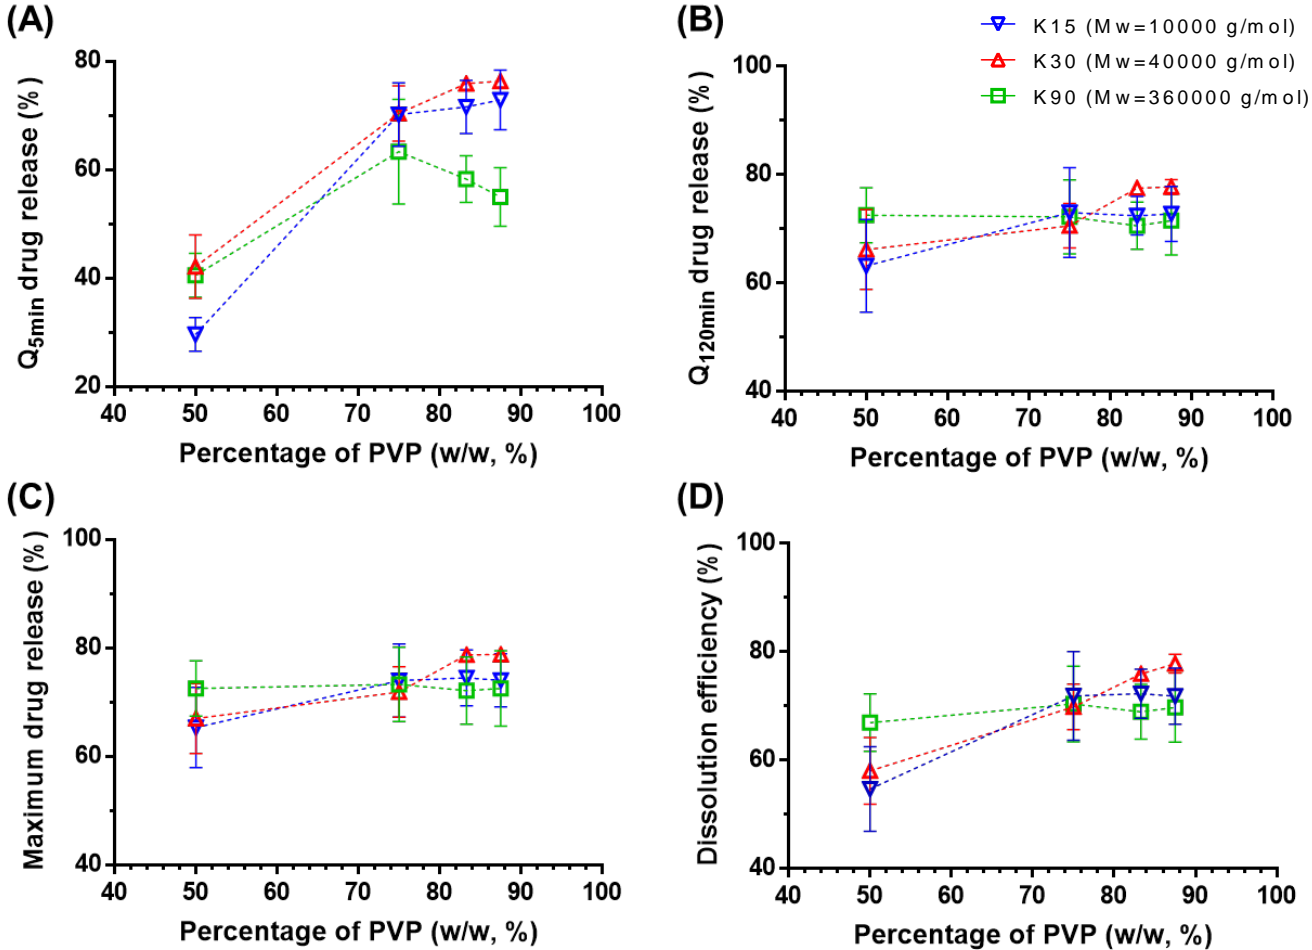 (A)
Q5min drug release (%)
80
60
40
20
40 50 60 70 80 90 100
Percentage of PVP (w/w, %)
(B)
K15 (Mw=10000 g/mol)
K30 (Mw=40000 g/mol)
K90 (Mw=360000 g/mol)
Q120min drug release (%)
100
80
60
40
40 50 60 70 80 90 100
Percentage of PVP (w/w, %)
(C)
Maximum drug release (%)
100
80
60
40
40 50 60 70 80 90 100
Percentage of PVP (w/w, %)
(D)
Dissolution efficiency (%)
100
80
60
40
40 50 60 70 80 90 100
Percentage of PVP (w/w, %)